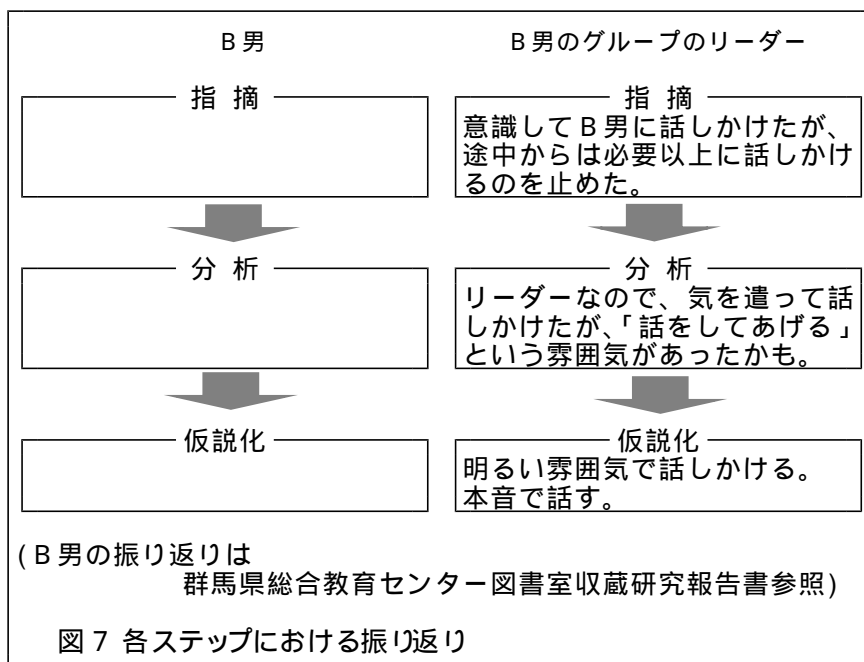 B男
B男のグループのリーダー
指 摘
指 摘
意識してB男に話しかけたが、
途中からは必要以上に話しかけ
るのを止めた。
分 析
分 析
リーダーなので、気を遣って話
しかけたが、「話をしてあげる」
という雰囲気があったかも。
仮説化
仮説化
明るい雰囲気で話しかける。
本音で話す。
(B男の振り返りは
群馬県総合教育センター図書室収蔵研究報告書参照)
図7 各ステップにおける振り返り